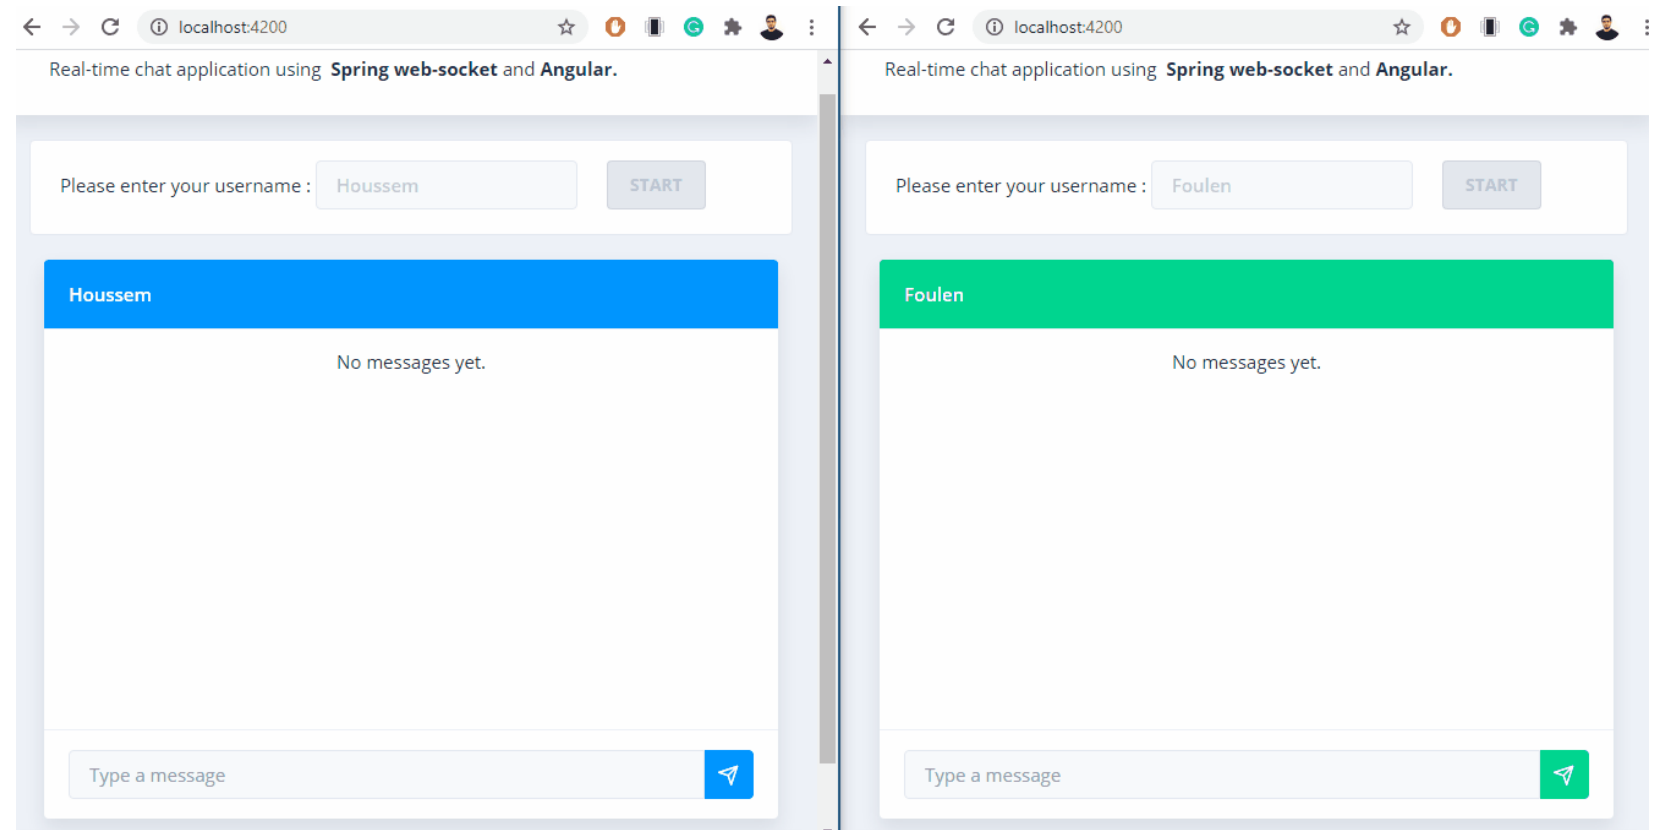 localhost:4200
Real-time chat application using Spring web-socket and Angular.
Please enter your username : Houssem START
Houssem
No messages yet.
Type a message
localhost:4200
Real-time chat application using Spring web-socket and Angular.
Please enter your username : Foulen START
Foulen
No messages yet.
Type a message